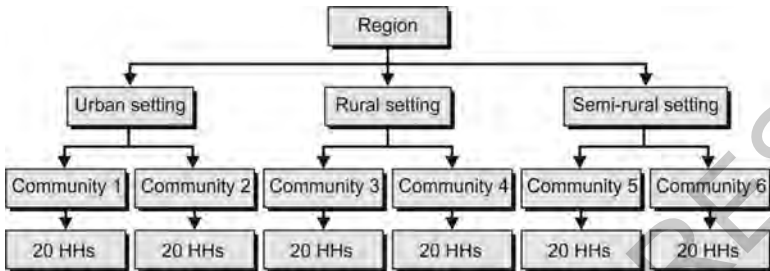 Region
Urban setting
Rural setting
Semi-rural setting
Community 1
Community 2
Community 3
Community 4
Community 5
Community 6
20 HHs
20 HHs
20 HHs
20 HHs
20 HHs
20 HHs